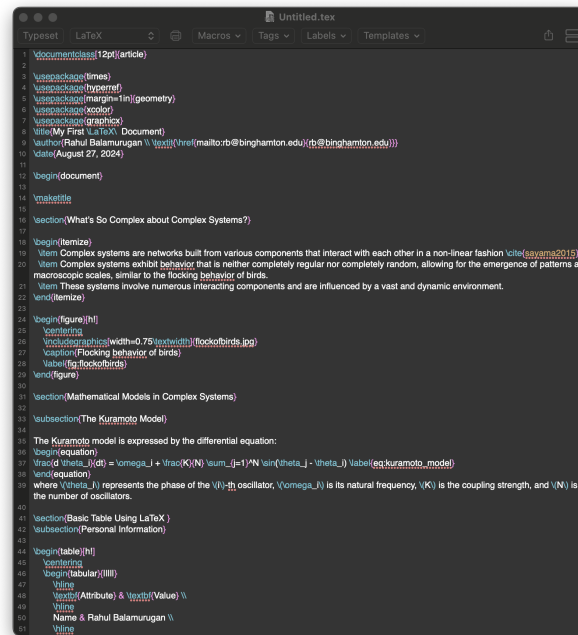 Untitled.tex
Typeset LaTeX Macros Tags Labels Templates
1 \documentclass[12pt]{article}
2
3 \usepackage{times}
4 \usepackage{hyperref}
5 \usepackage[margin=1in]{geometry}
6 \usepackage{xcolor}
7 \usepackage{graphicx}
8 \title{My First \LaTeX\ Document}
9 \author{Rahul Balamurugan \\ \textit{\href{mailto:rb@binghamton.edu}{rb@binghamton.edu}}}
10 \date{August 27, 2024}
11
12 \begin{document}
13
14 \maketitle
15
16 \section{What's So Complex about Complex Systems?}
17
18 \begin{itemize}
19 \item Complex systems are networks built from various components that interact with each other in a non-linear fashion \cite{sayama2015}
20 \item Complex systems exhibit behavior that is neither completely regular nor completely random, allowing for the emergence of patterns a
macroscopic scales, similar to the flocking behavior of birds.
21 \item These systems involve numerous interacting components and are influenced by a vast and dynamic environment.
22 \end{itemize}
23
24 \begin{figure}[h!]
25 \centering
26 \includegraphics[width=0.75\textwidth]{flockofbirds.jpg}
27 \caption{Flocking behavior of birds}
28 \label{fig:flockofbirds}
29 \end{figure}
30
31 \section{Mathematical Models in Complex Systems}
32
33 \subsection{The Kuramoto Model}
34
35 The Kuramoto model is expressed by the differential equation:
36 \begin{equation}
37 \frac{d \theta_i}{dt} = \omega_i + \frac{K}{N} \sum_{j=1}^N \sin(\theta_j - \theta_i) \label{eq:kuramoto_model}
38 \end{equation}
39 where \(\theta_i\) represents the phase of the \(i\)-th oscillator, \(\omega_i\) is its natural frequency, \(K\) is the coupling strength, and \(N\) is
the number of oscillators.
40
41 \section{Basic Table Using LaTeX }
42 \subsection{Personal Information}
43
44 \begin{table}[h!]
45 \centering
46 \begin{tabular}{|l|l|}
47 \hline
48 \textbf{Attribute} & \textbf{Value} \\
49 \hline
50 Name & Rahul Balamurugan \\
51 \hline